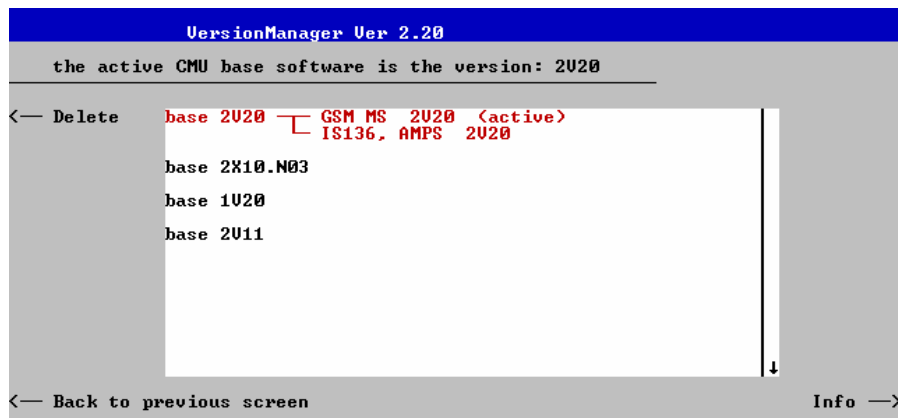 VersionManager Ver 2.20
the active CMU base software is the version: 2V20
<── Delete
base 2V20 ─┬─ GSM MS 2V20 (active)
└─ IS136, AMPS 2V20
base 2X10.N03
base 1V20
base 2V11
↓
<── Back to previous screen
Info ──>